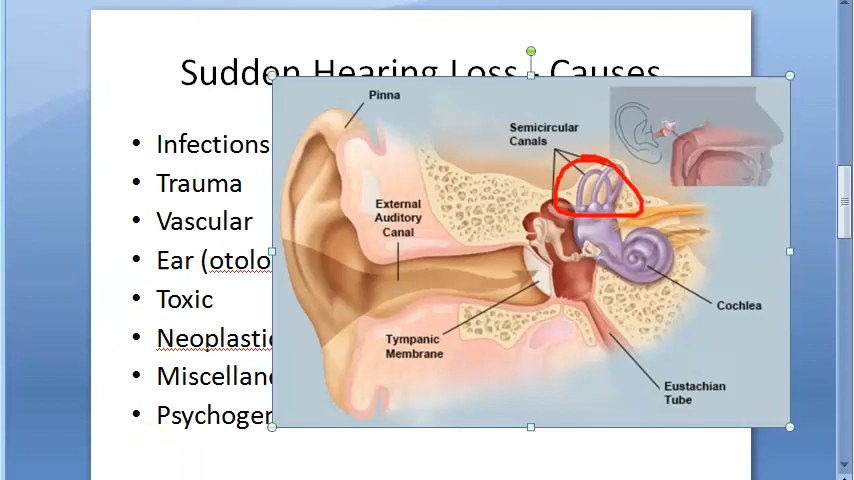 Sudden Hearing Loss - Causes
• Infections
• Trauma
• Vascular
• Ear (otolo
• Toxic
• Neoplastic
• Miscellane
• Psychogen
Pinna
Semicircular
Canals
External
Auditory
Canal
Tympanic
Membrane
Cochlea
Eustachian
Tube